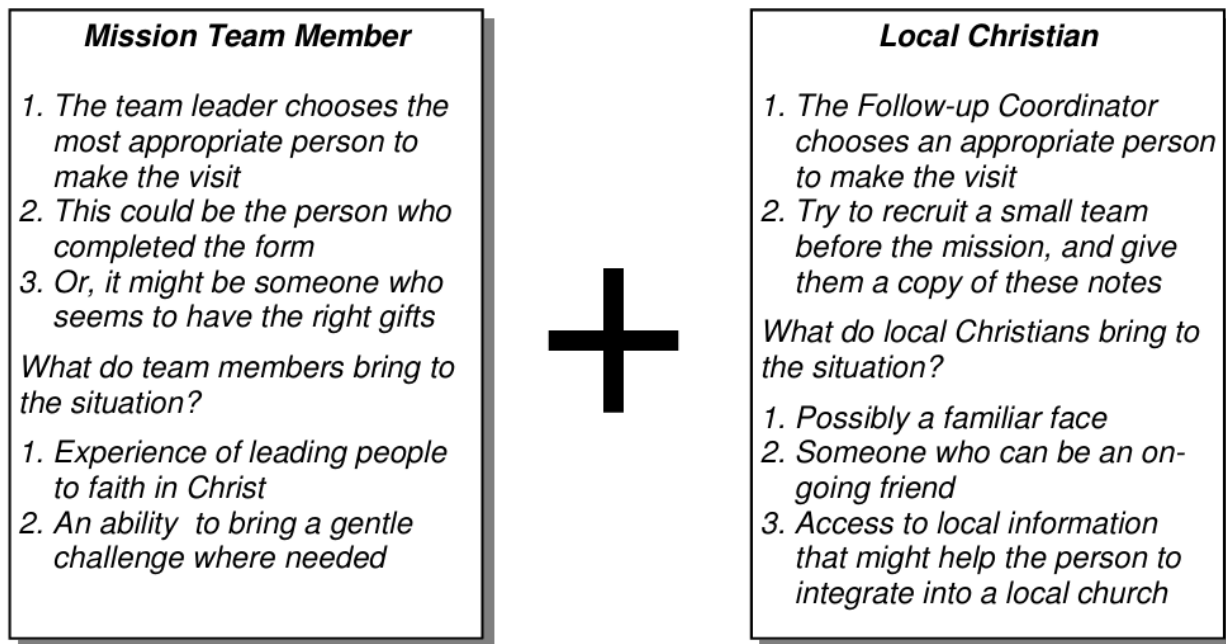 Mission Team Member
1. The team leader chooses the
most appropriate person to
make the visit
2. This could be the person who
completed the form
3. Or, it might be someone who
seems to have the right gifts
What do team members bring to
the situation?
1. Experience of leading people
to faith in Christ
2. An ability  to bring a gentle
challenge where needed
Local Christian
1. The Follow-up Coordinator
chooses an appropriate person
to make the visit
2. Try to recruit a small team
before the mission, and give
them a copy of these notes
What do local Christians bring to
the situation?
1. Possibly a familiar face
2. Someone who can be an on-
going friend
3. Access to local information
that might help the person to
integrate into a local church